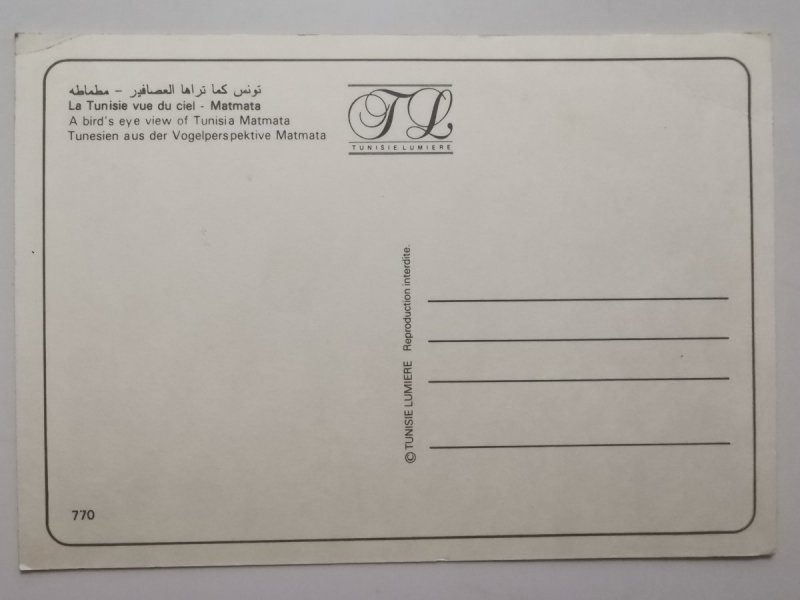 تونس كما تراها العصافير - مطماطه
La Tunisie vue du ciel - Matmata
A bird's eye view of Tunisia Matmata
Tunesien aus der Vogelperspektive Matmata
TL
TUNISIE LUMIERE
© TUNISIE LUMIERE Reproduction interdite.
770